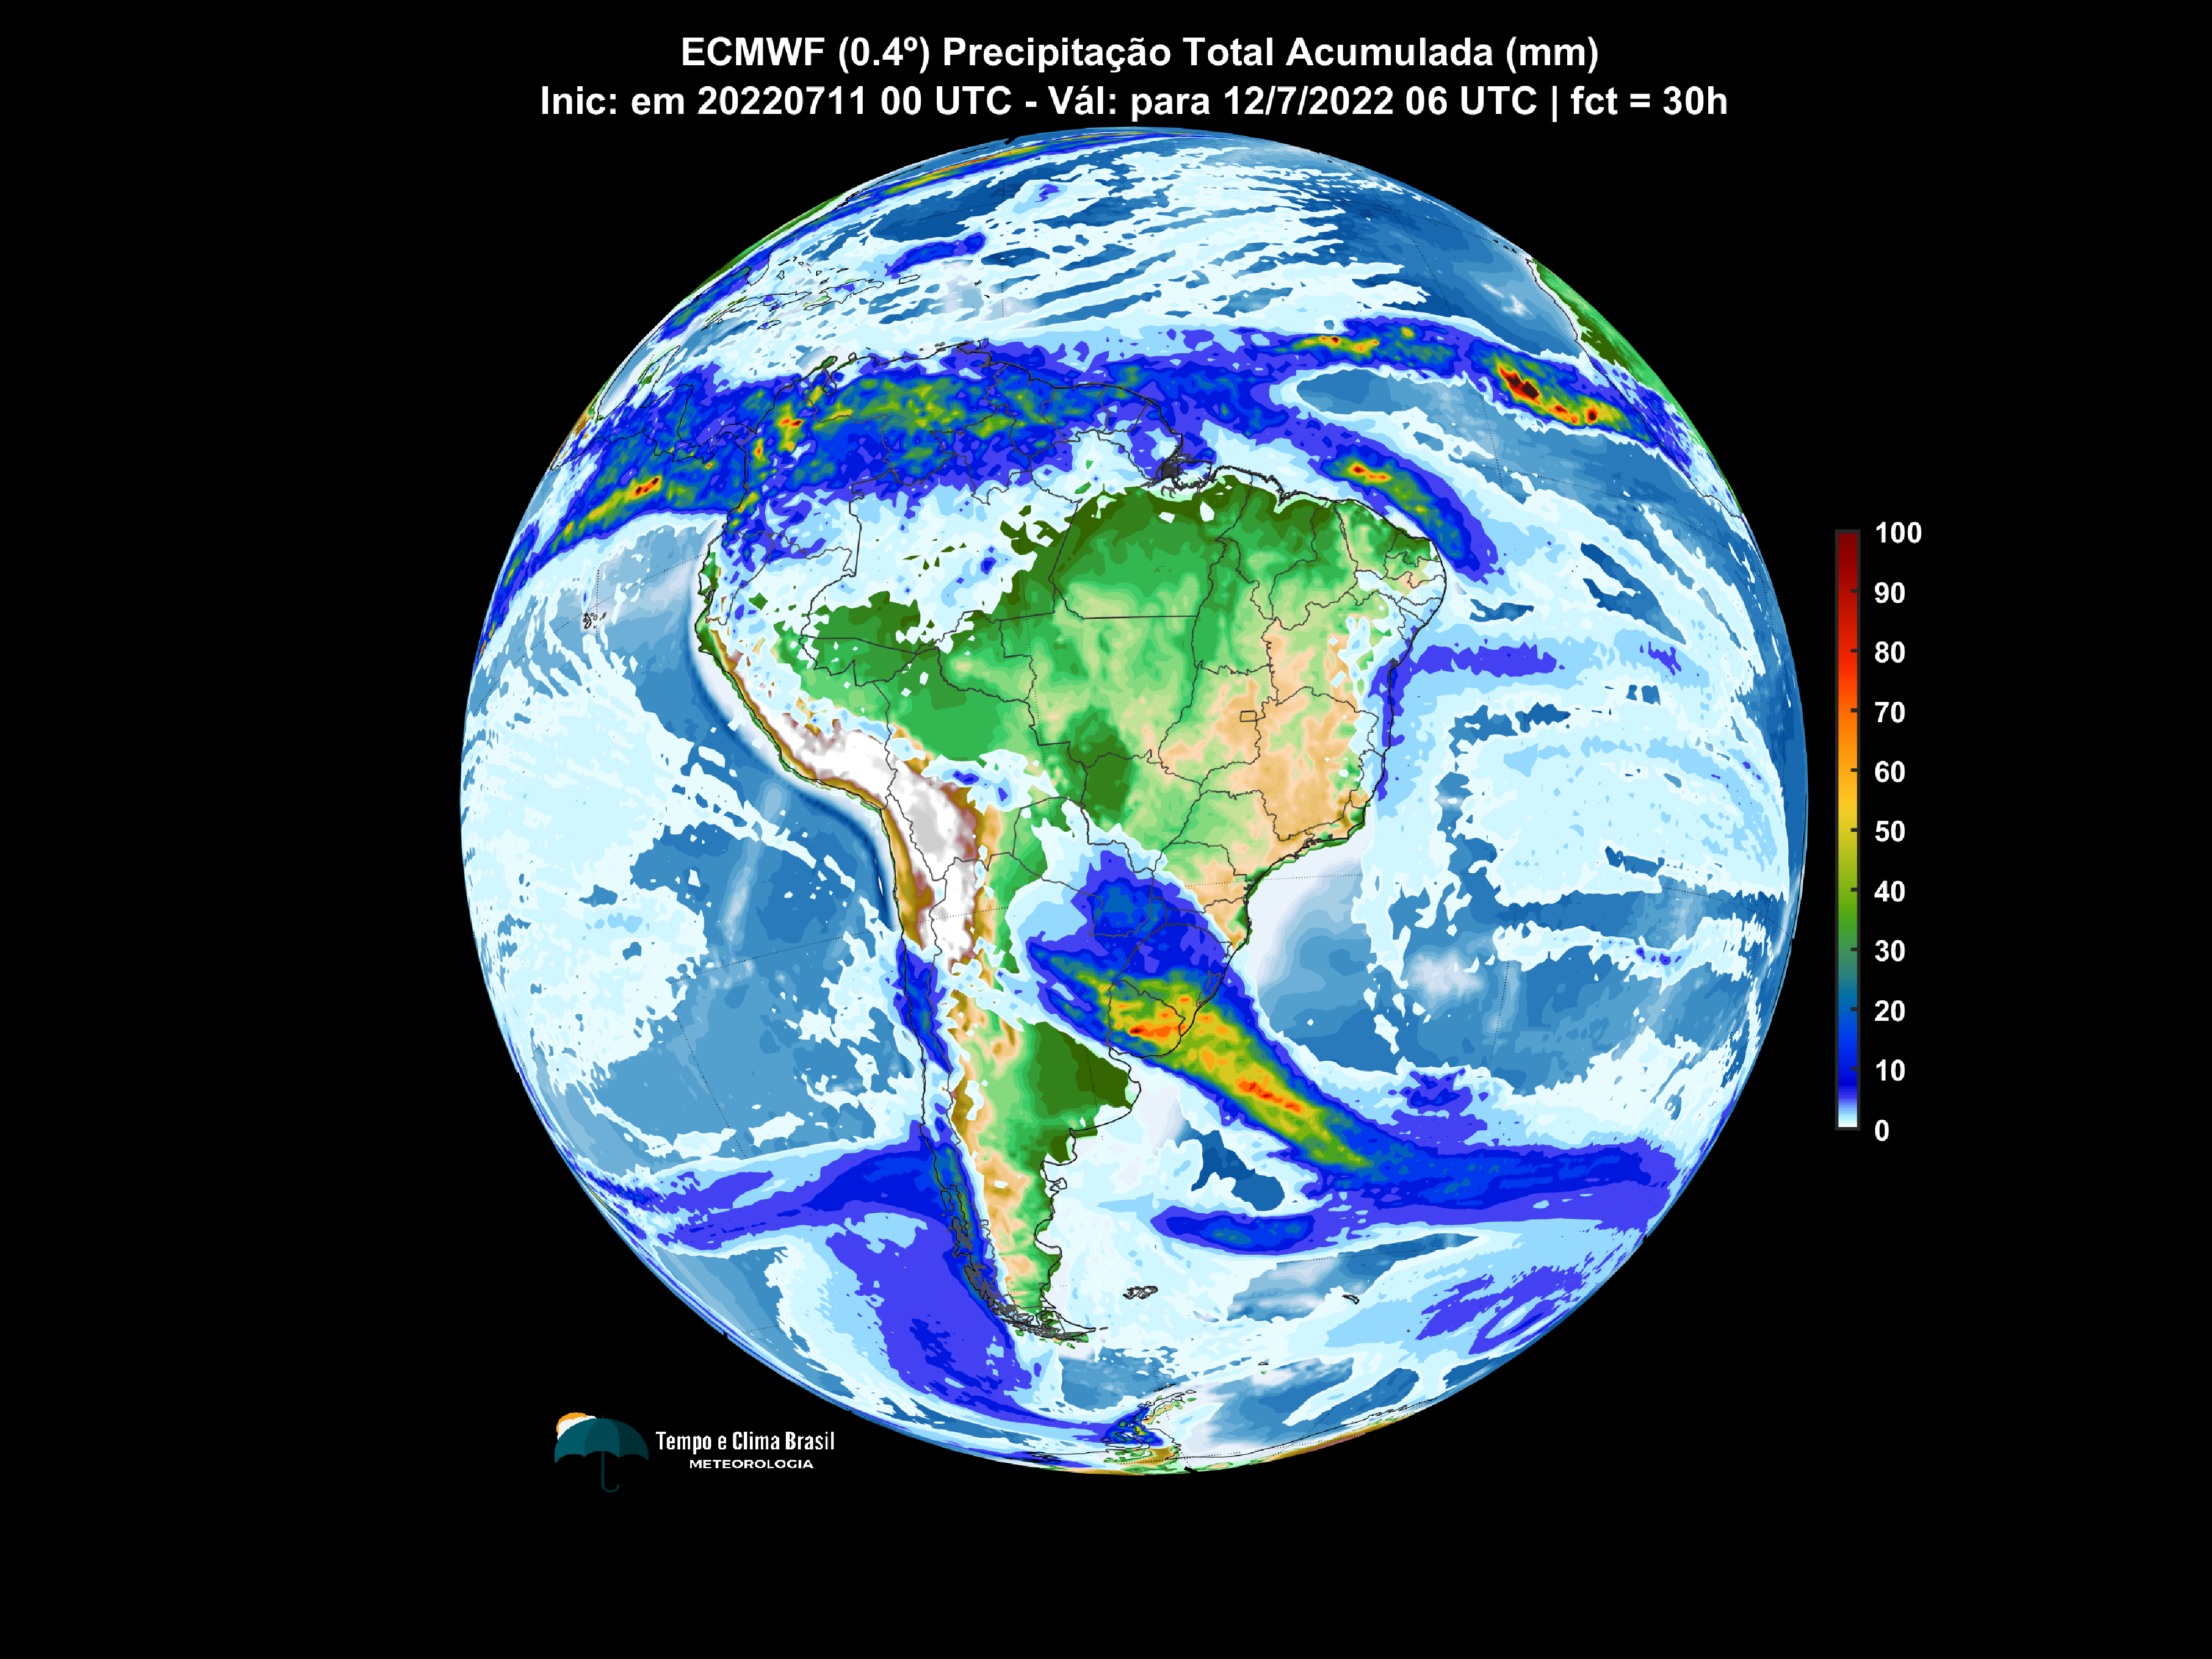 ECMWF (0.4º) Precipitação Total Acumulada (mm)
Inic: em 20220711 00 UTC - Vál: para 12/7/2022 06 UTC | fct = 30h
100
90
80
70
60
50
40
30
20
10
0
Tempo e Clima Brasil
METEOROLOGIA